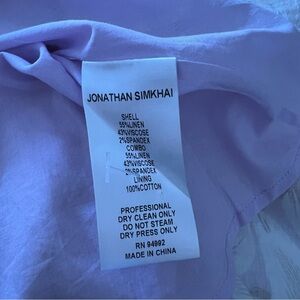 JONATHAN SIMKHAI
SHELL
55%LINEN
43%VISCOSE
2%SPANDEX
COMBO
55%LINEN
43%VISCOSE
2%SPANDEX
LINING
100%COTTON
PROFESSIONAL
DRY CLEAN ONLY
DO NOT STEAM
DRY PRESS ONLY
RN 94992
MADE IN CHINA